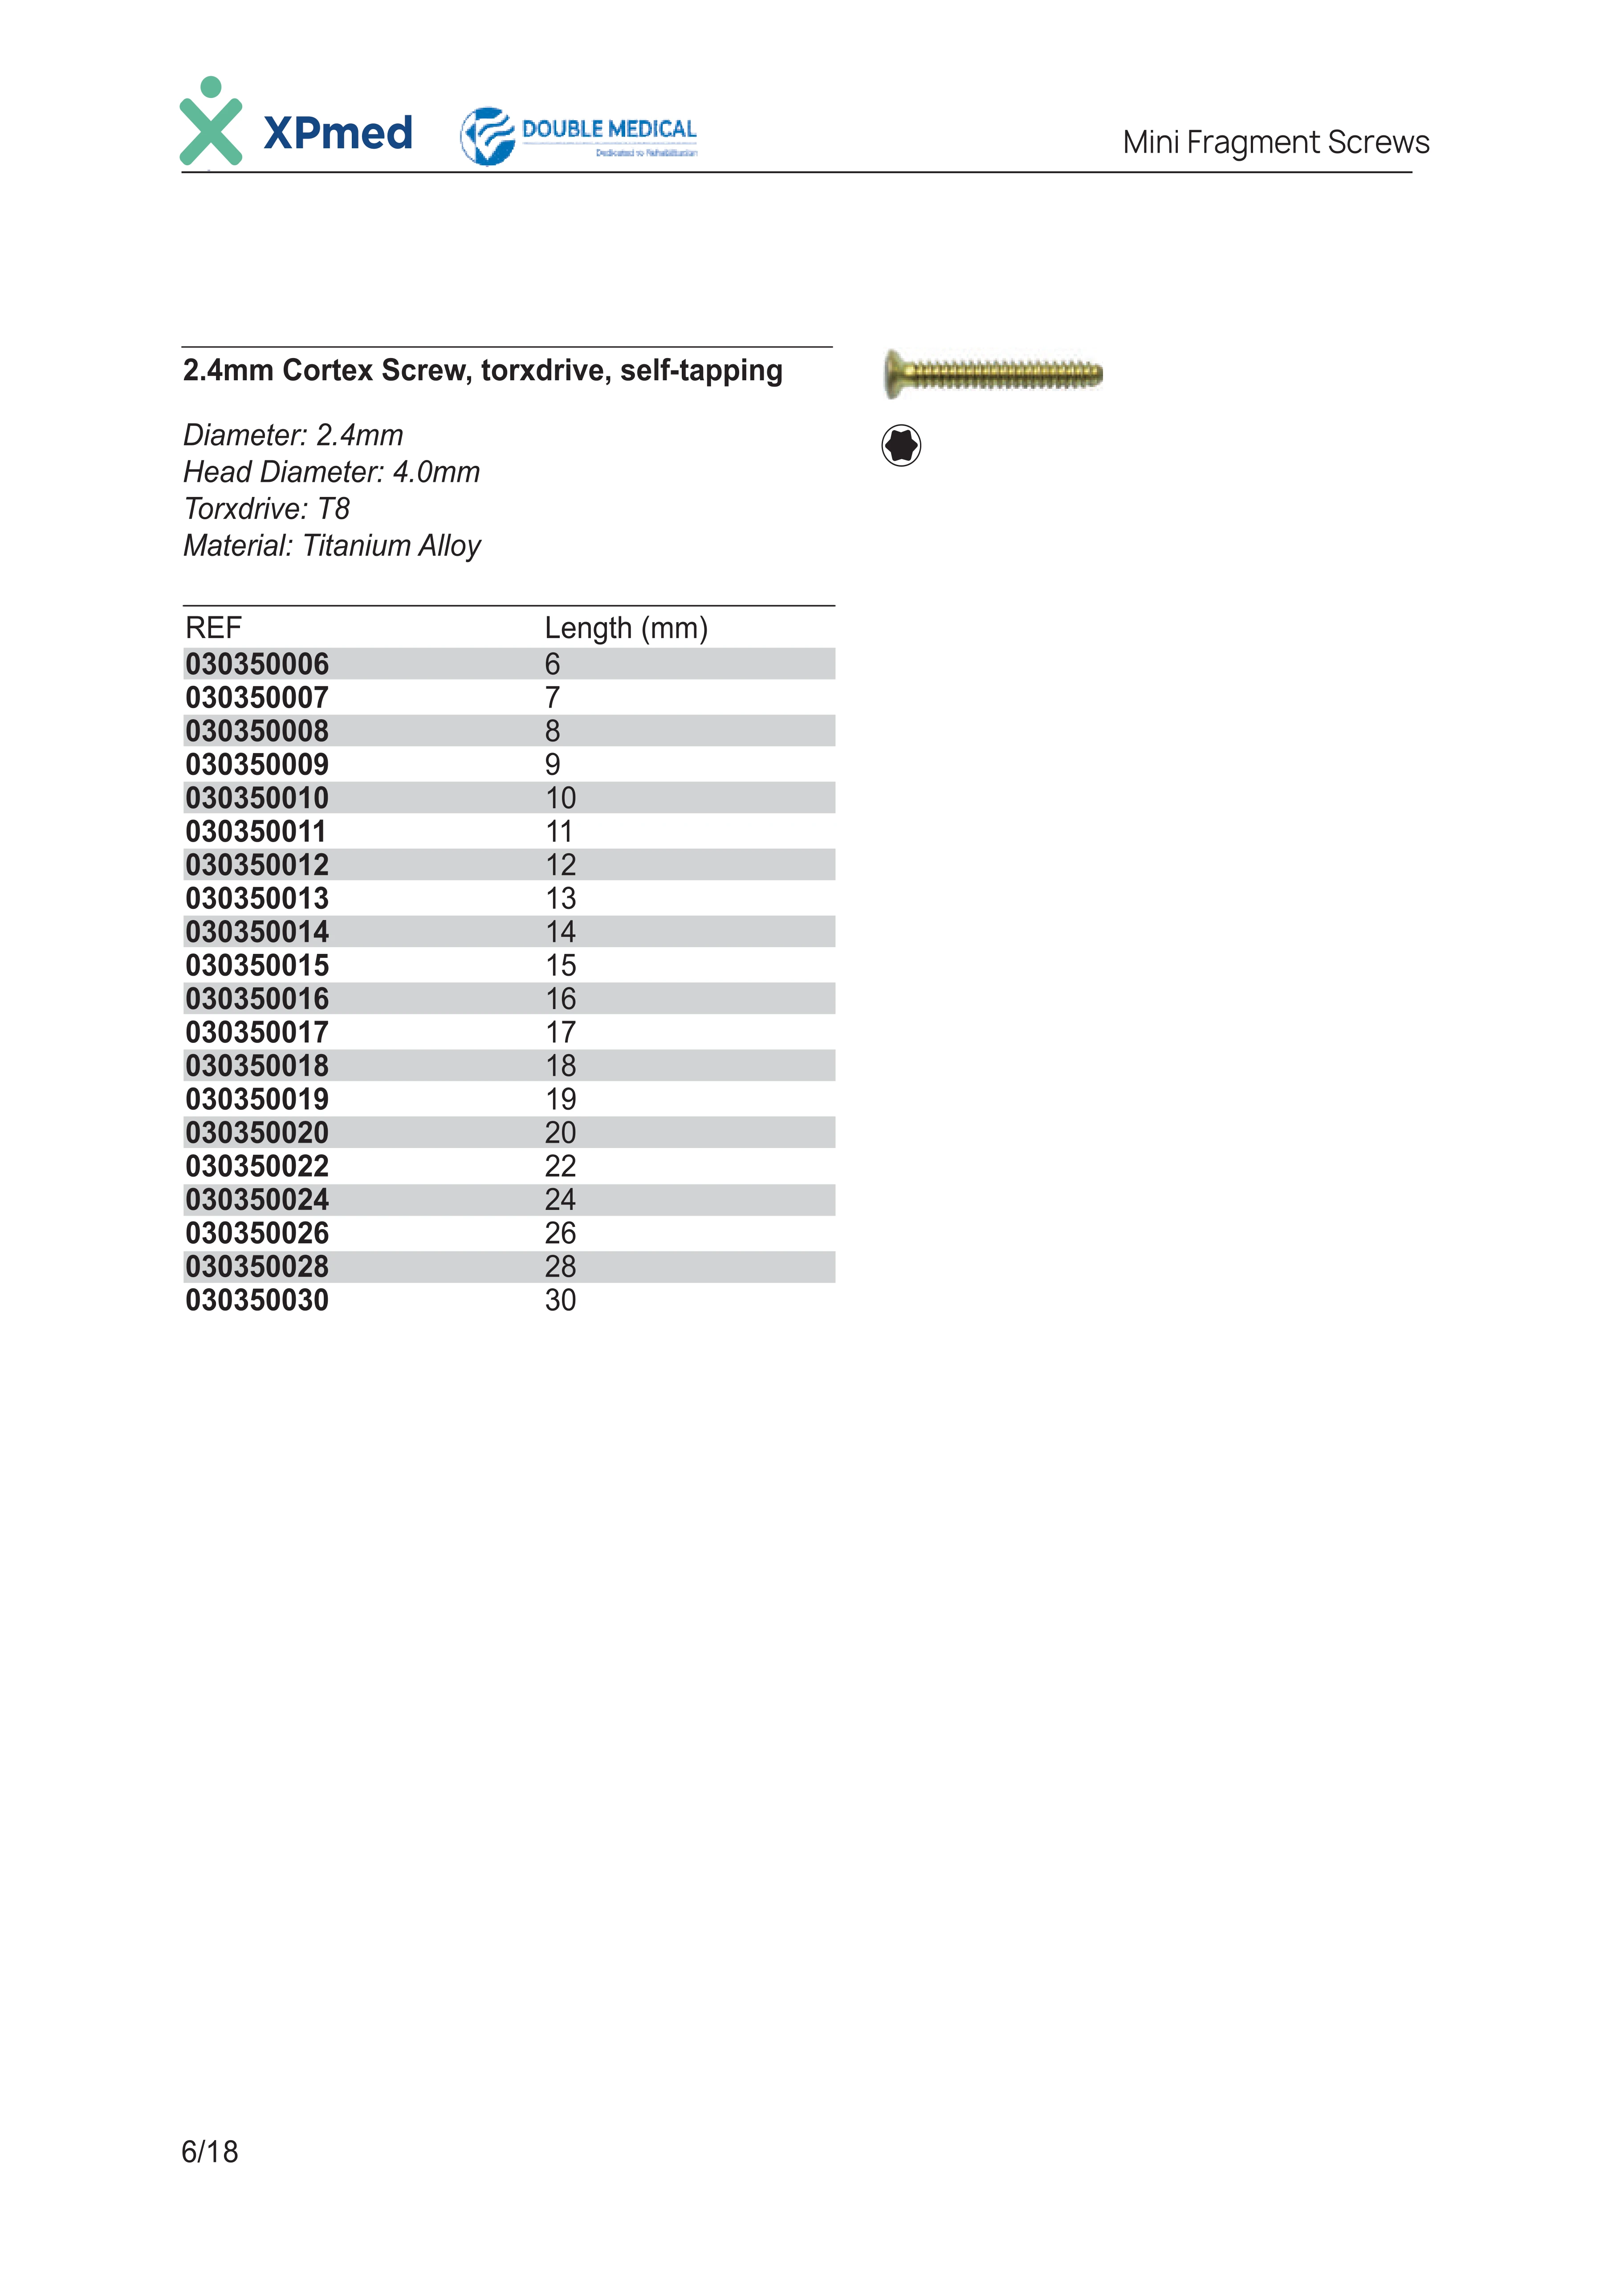 XPmed
DOUBLE MEDICAL
Dedicated to Rehabilitation
Mini Fragment Screws
2.4mm Cortex Screw, torxdrive, self-tapping
Diameter: 2.4mm
Head Diameter: 4.0mm
Torxdrive: T8
Material: Titanium Alloy
REF Length (mm)
030350006 6
030350007 7
030350008 8
030350009 9
030350010 10
030350011 11
030350012 12
030350013 13
030350014 14
030350015 15
030350016 16
030350017 17
030350018 18
030350019 19
030350020 20
030350022 22
030350024 24
030350026 26
030350028 28
030350030 30
6/18